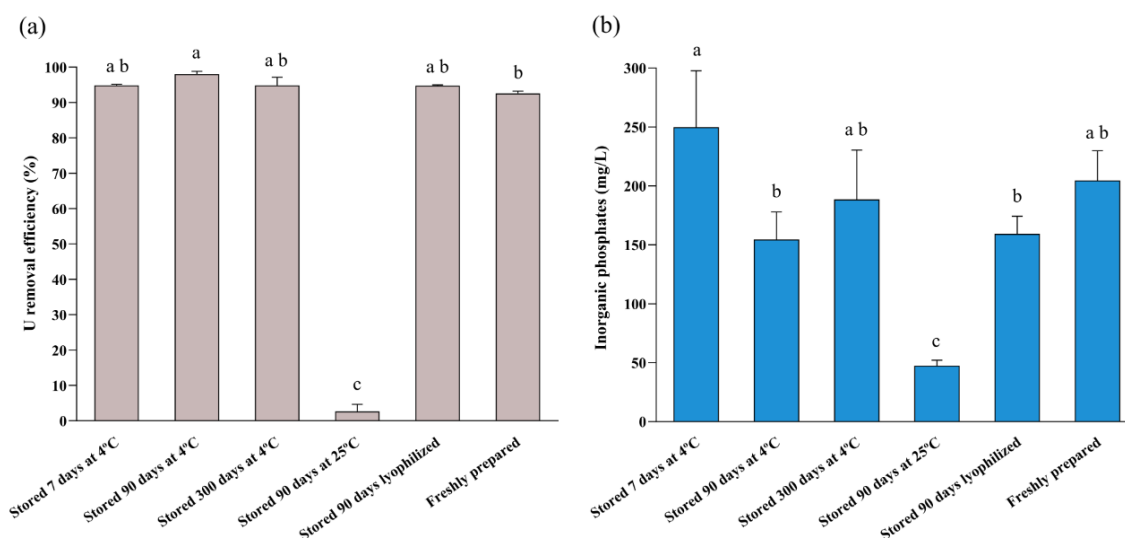 (a)
a b
a
a b
c
a b
b
U removal efficiency (%)
100
90
80
70
60
50
40
30
20
10
0
Stored 7 days at 4ºC
Stored 90 days at 4ºC
Stored 300 days at 4ºC
Stored 90 days at 25ºC
Stored 90 days lyophilized
Freshly prepared
(b)
a
b
a b
c
b
a b
Inorganic phosphates (mg/L)
300
250
200
150
100
50
0
Stored 7 days at 4ºC
Stored 90 days at 4ºC
Stored 300 days at 4ºC
Stored 90 days at 25ºC
Stored 90 days lyophilized
Freshly prepared